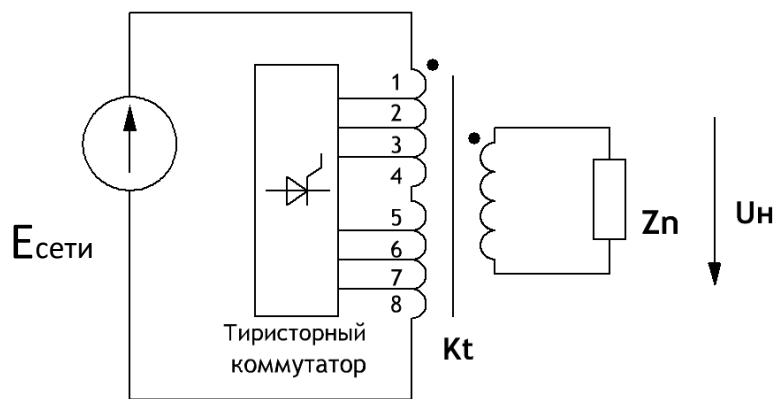 1
2
3
4
5
6
7
8
Eсети
Zn
Uн
Тиристорный
коммутатор
Kt